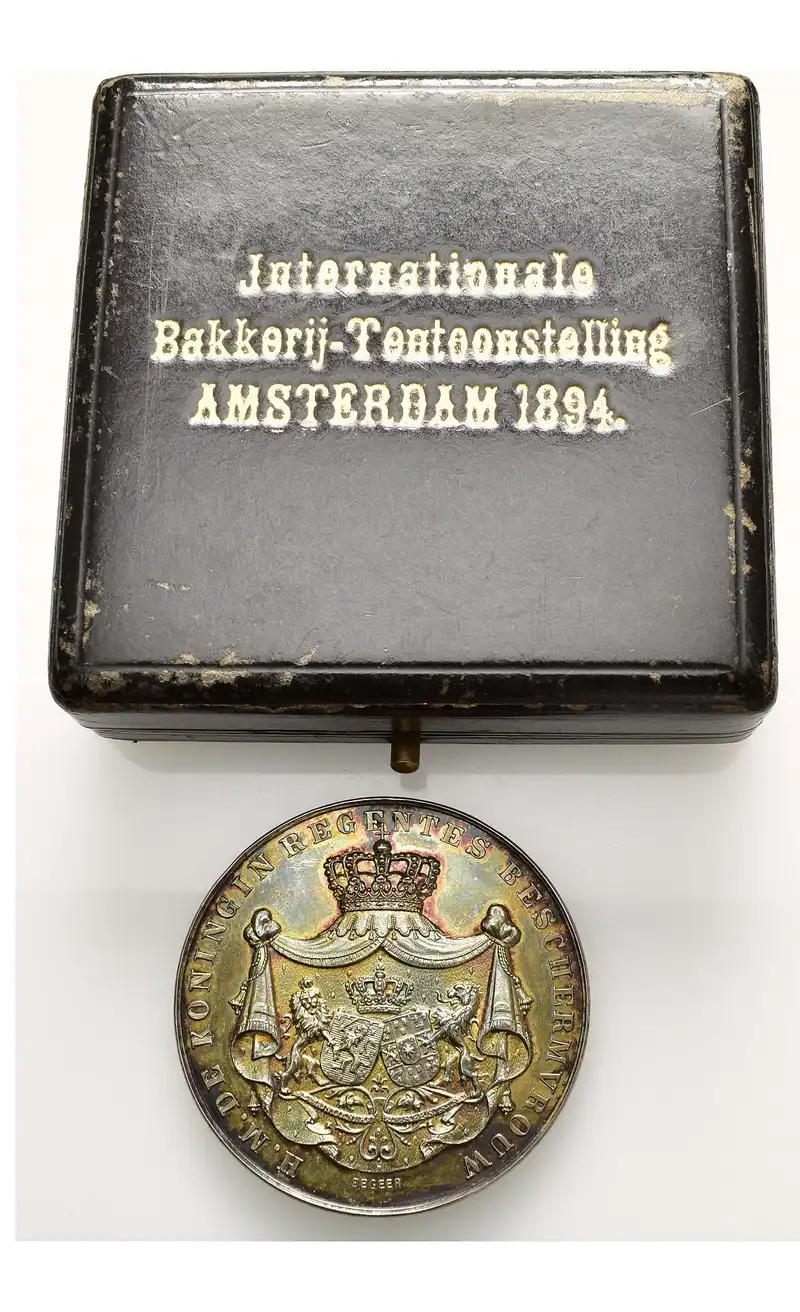 Internationale
Bakkerij-Tentoonstelling
AMSTERDAM 1894.
H. M. DE KONINGIN REGENTES BESCHERMVROUW
BEGEER